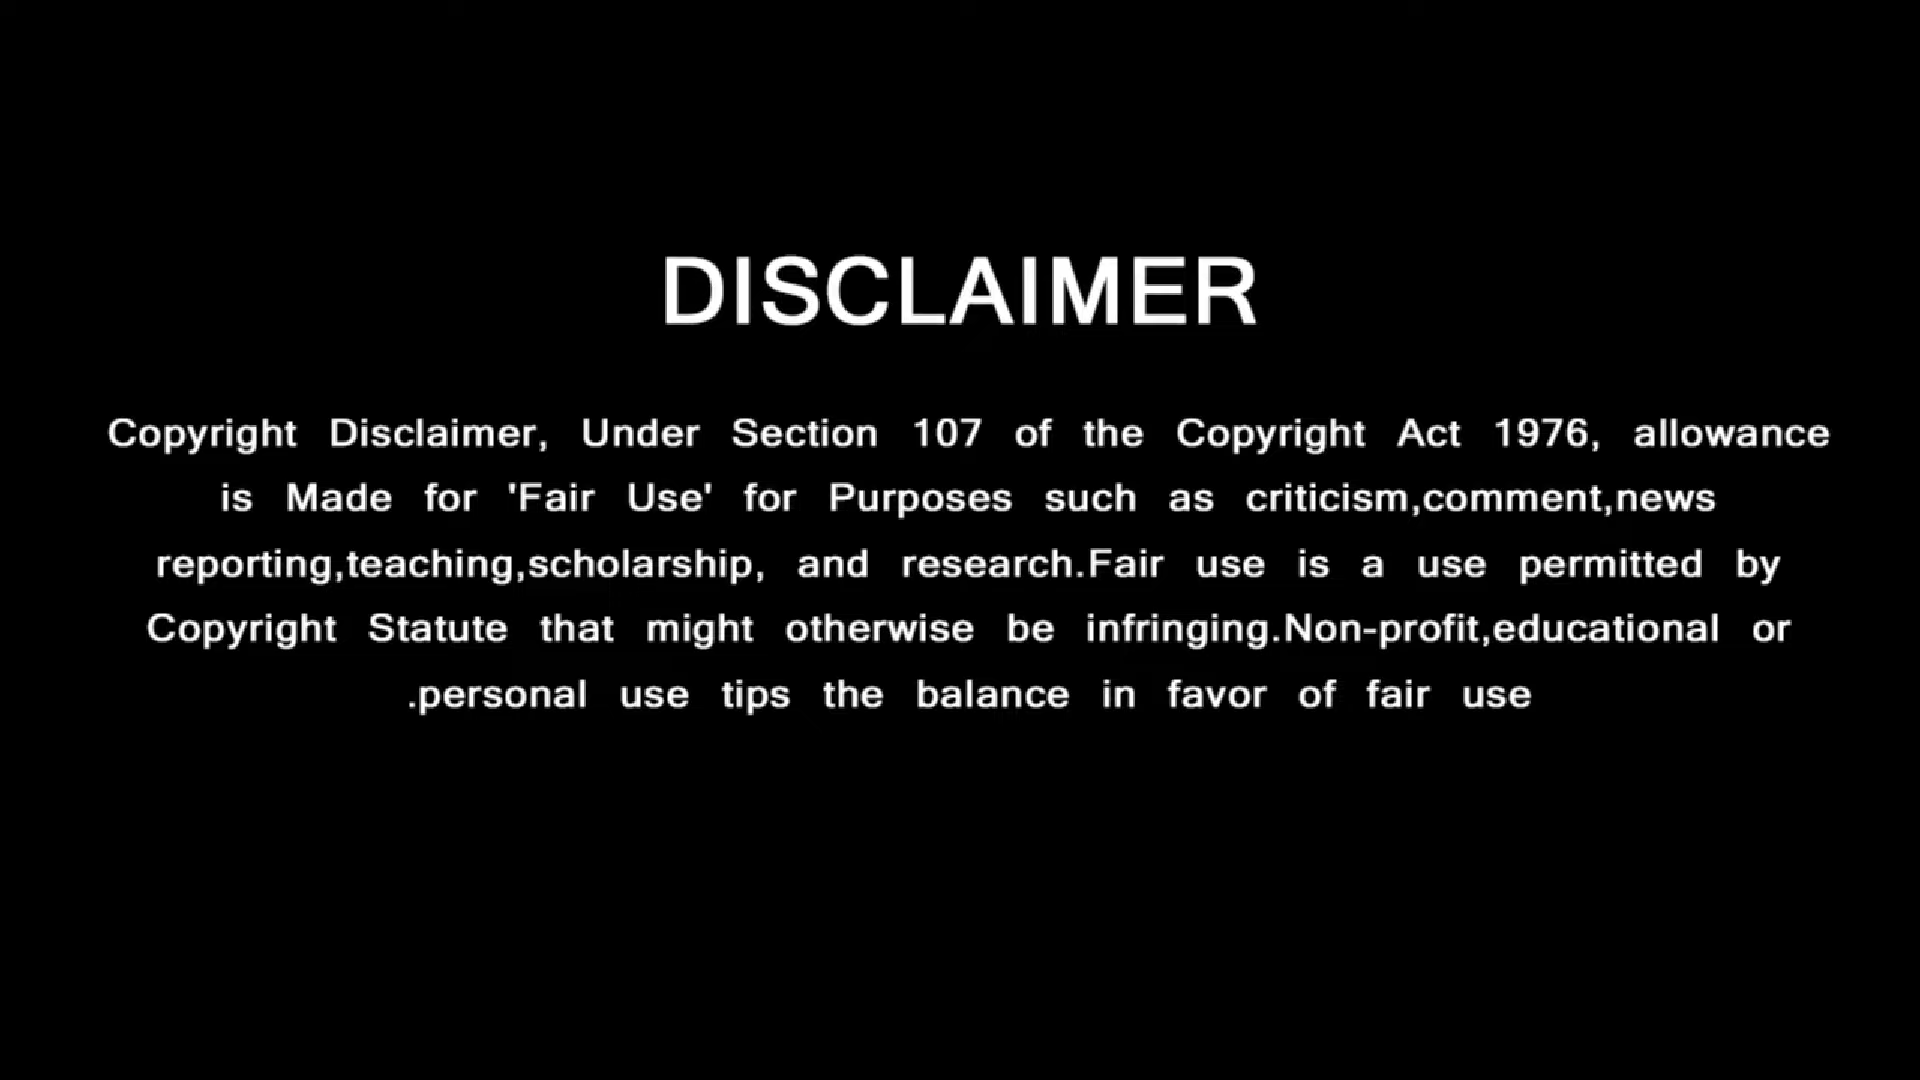 DISCLAIMER
Copyright Disclaimer, Under Section 107 of the Copyright Act 1976, allowance
is Made for 'Fair Use' for Purposes such as criticism,comment,news
reporting,teaching,scholarship, and research.Fair use is a use permitted by
Copyright Statute that might otherwise be infringing.Non-profit,educational or
.personal use tips the balance in favor of fair use